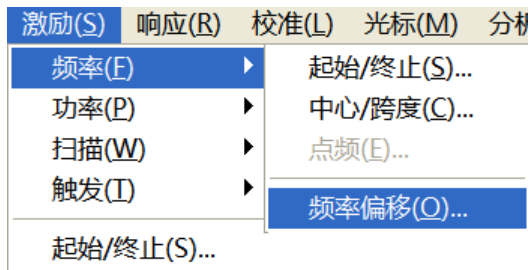 激励(S) 响应(R) 校准(L) 光标(M) 分析
频率(F) 起始/终止(S)...
功率(P) 中心/跨度(C)...
扫描(W) 点频(E)...
触发(T) 频率偏移(O)...
起始/终止(S)...